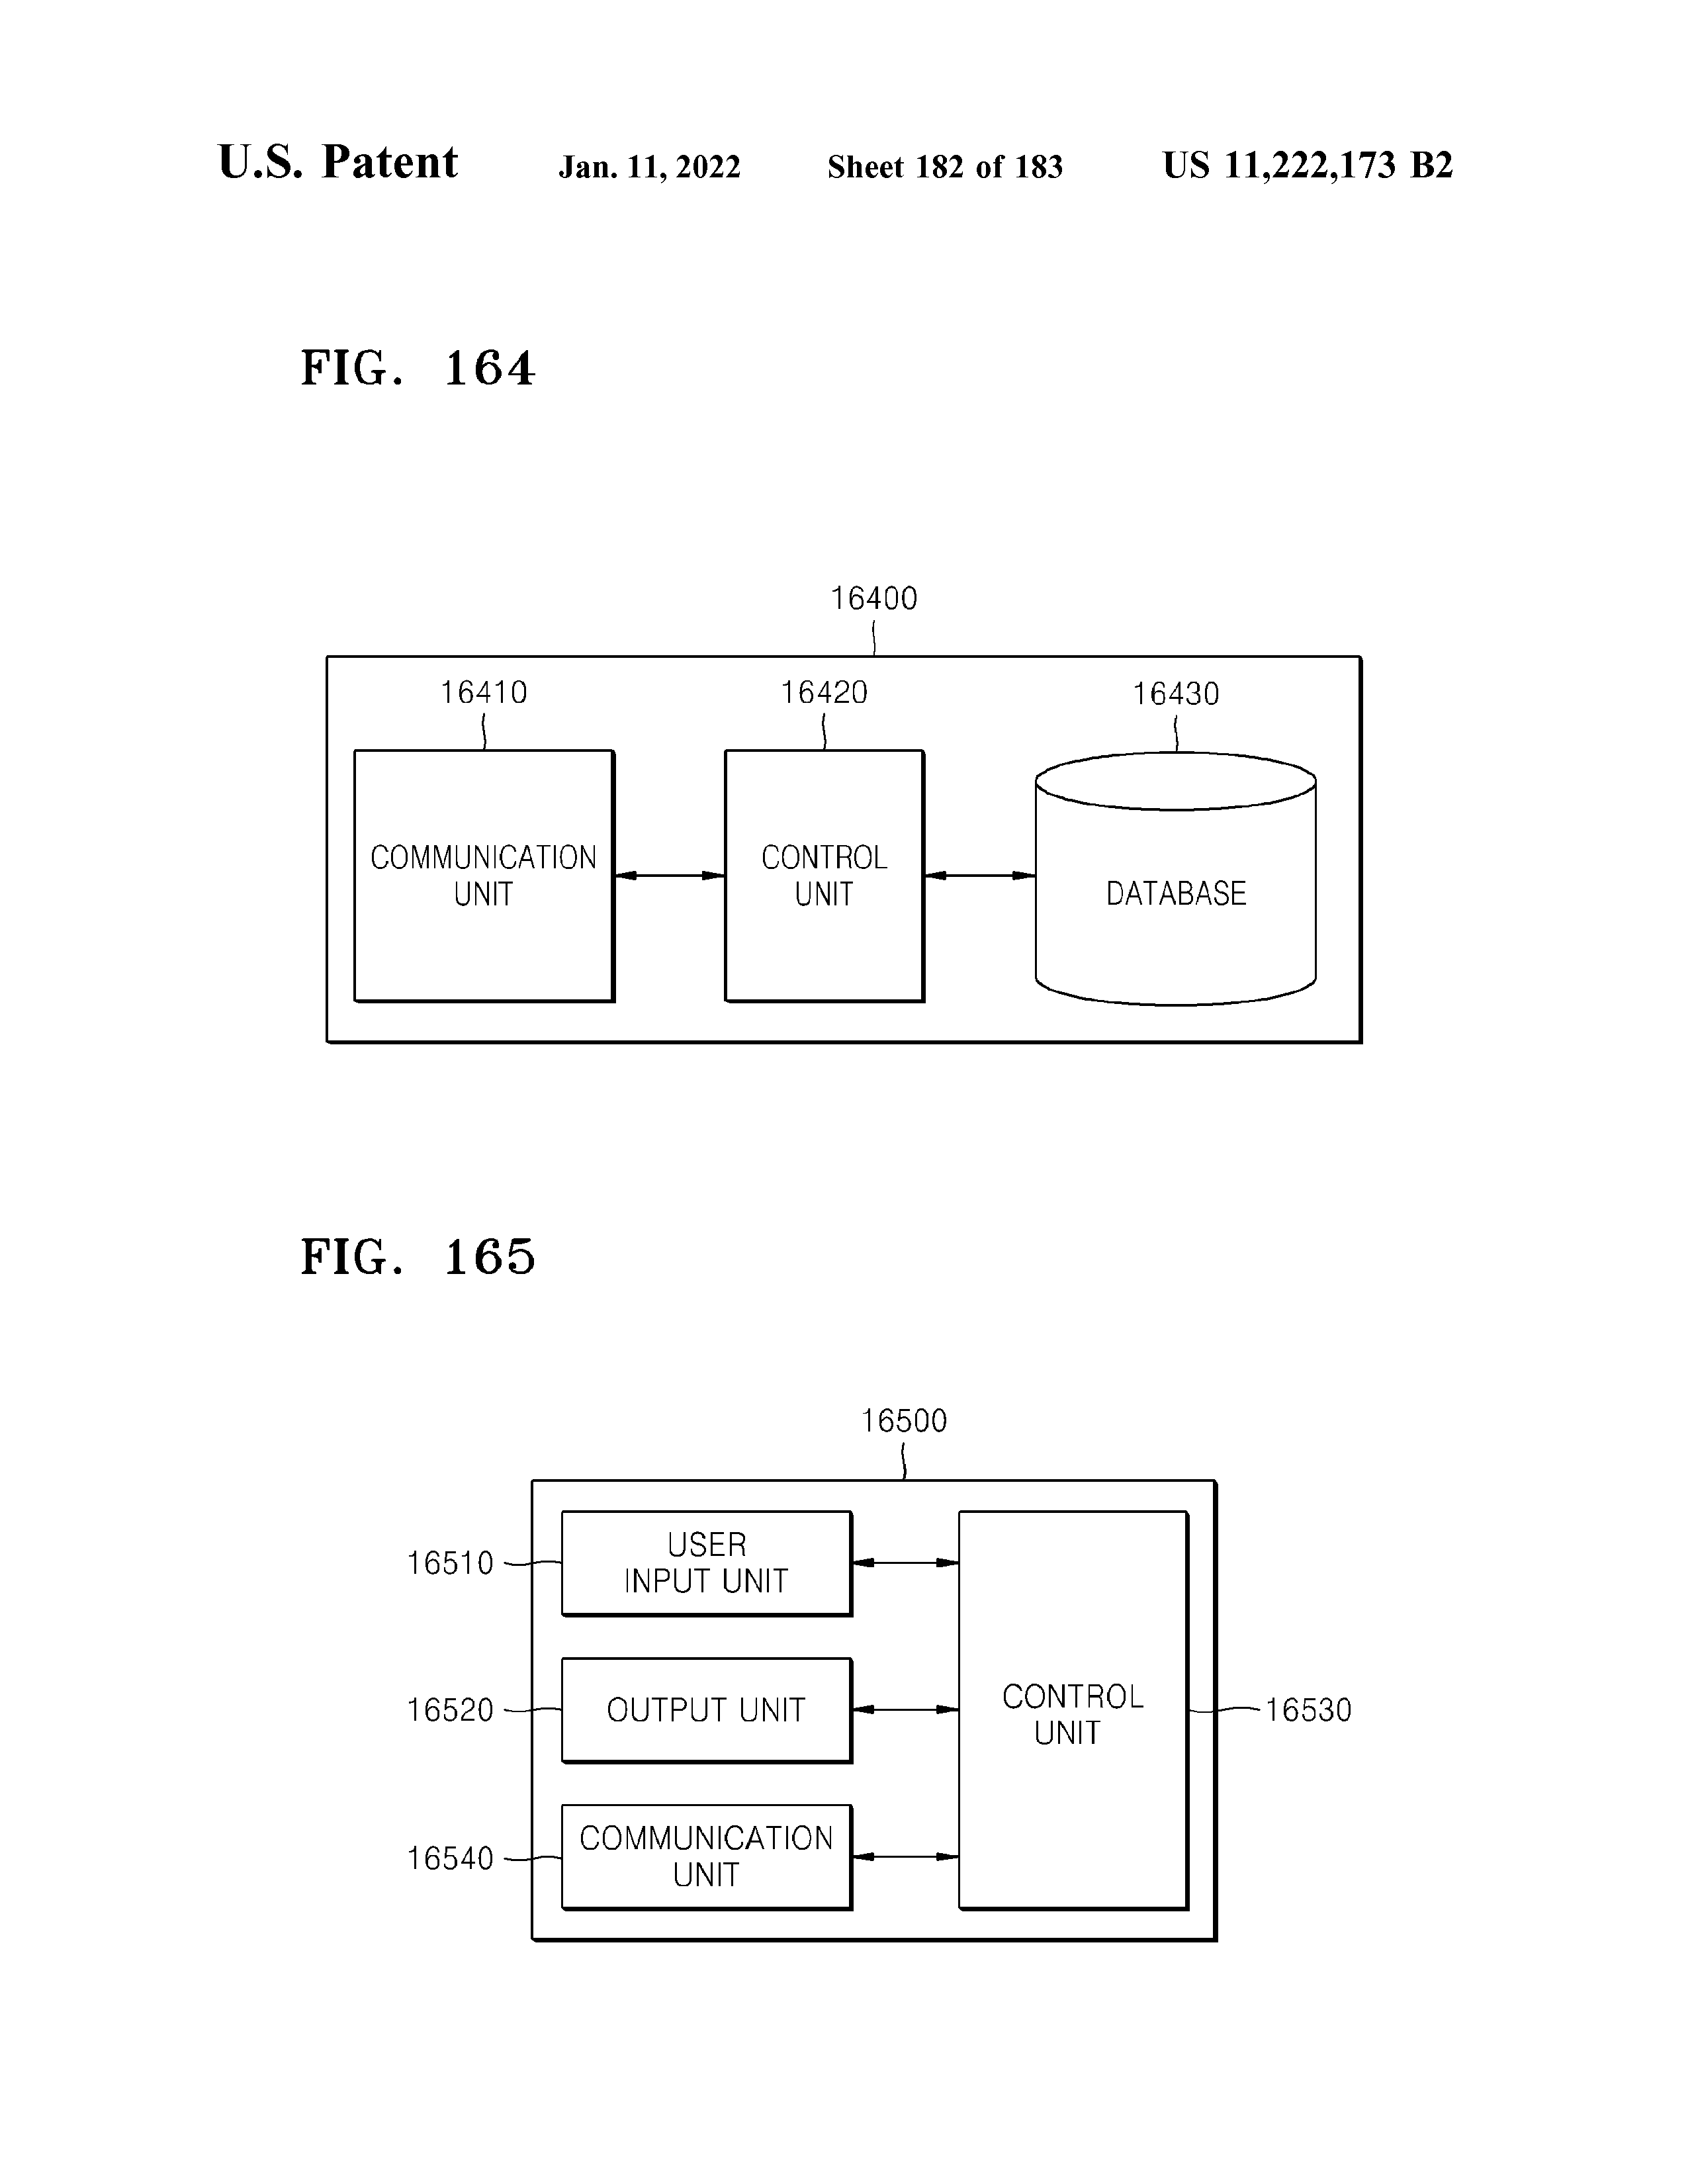 U.S. Patent Jan. 11, 2022 Sheet 182 of 183 US 11,222,173 B2
FIG. 164
16400
16410 16420 16430
COMMUNICATION UNIT
CONTROL UNIT
DATABASE
FIG. 165
16500
16510
USER
INPUT UNIT
16520
OUTPUT UNIT
CONTROL
UNIT
16530
16540
COMMUNICATION
UNIT